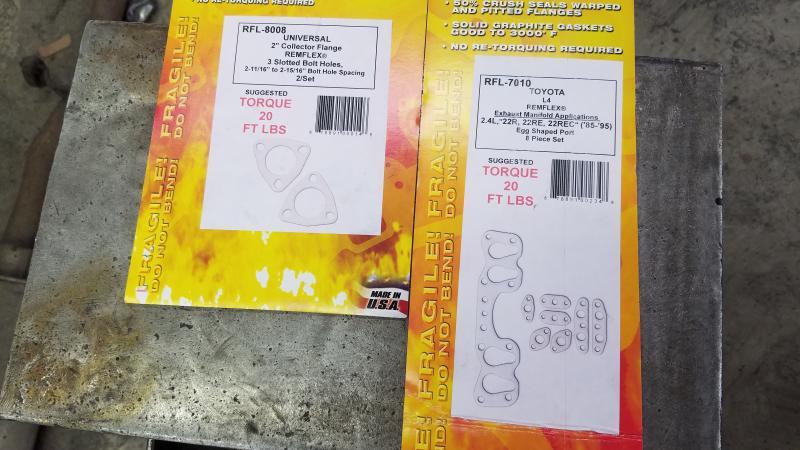 • NO RE-TORQUING REQUIRED
RFL-8008
UNIVERSAL
2" Collector Flange
REMFLEX®
3 Slotted Bolt Holes,
2-11/16" to 2-15/16" Bolt Hole Spacing
2/Set
SUGGESTED
TORQUE
20
FT LBS
FRAGILE!
DO NOT BEND!
FRAGILE!
DO NOT BEND!
MADE IN
U.S.A.
• 50% CRUSH SEALS WARPED
AND PITTED FLANGES
• SOLID GRAPHITE GASKETS
GOOD TO 3000° F
• NO RE-TORQUING REQUIRED
RFL-7010
TOYOTA
L4
REMFLEX®
Exhaust Manifold Applications
2.4L,"22R, 22RE, 22REC" ('85-'95)
Egg Shaped Port
8 Piece Set
SUGGESTED
TORQUE
20
FT LBS
FRAGILE!
DO NOT BEND!
FRAGILE!
DO NOT BEND!